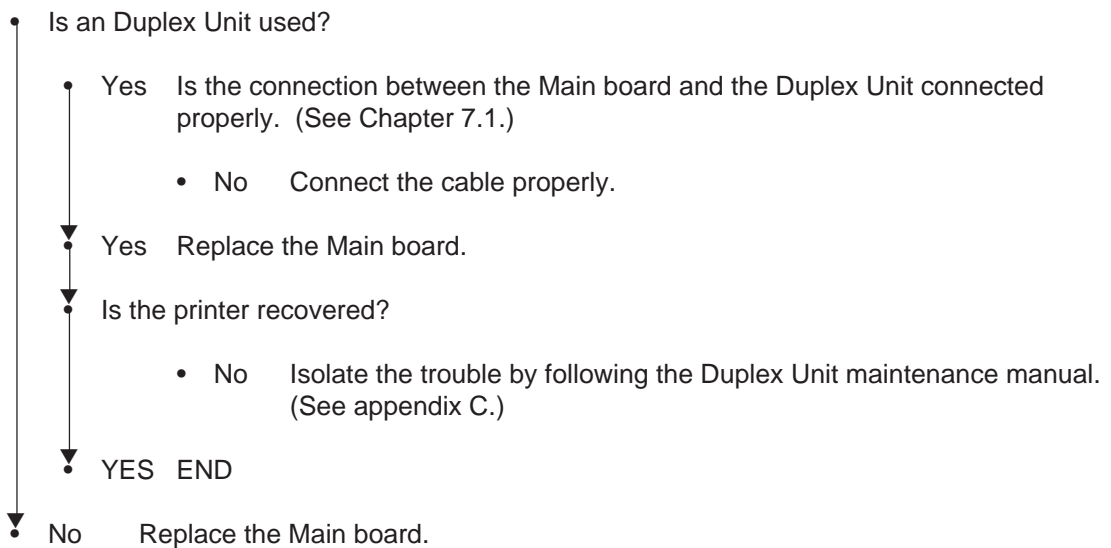 • Is an Duplex Unit used?
• Yes Is the connection between the Main board and the Duplex Unit connected
properly. (See Chapter 7.1.)
• No Connect the cable properly.
• Yes Replace the Main board.
• Is the printer recovered?
• No Isolate the trouble by following the Duplex Unit maintenance manual.
(See appendix C.)
• YES END
• No Replace the Main board.